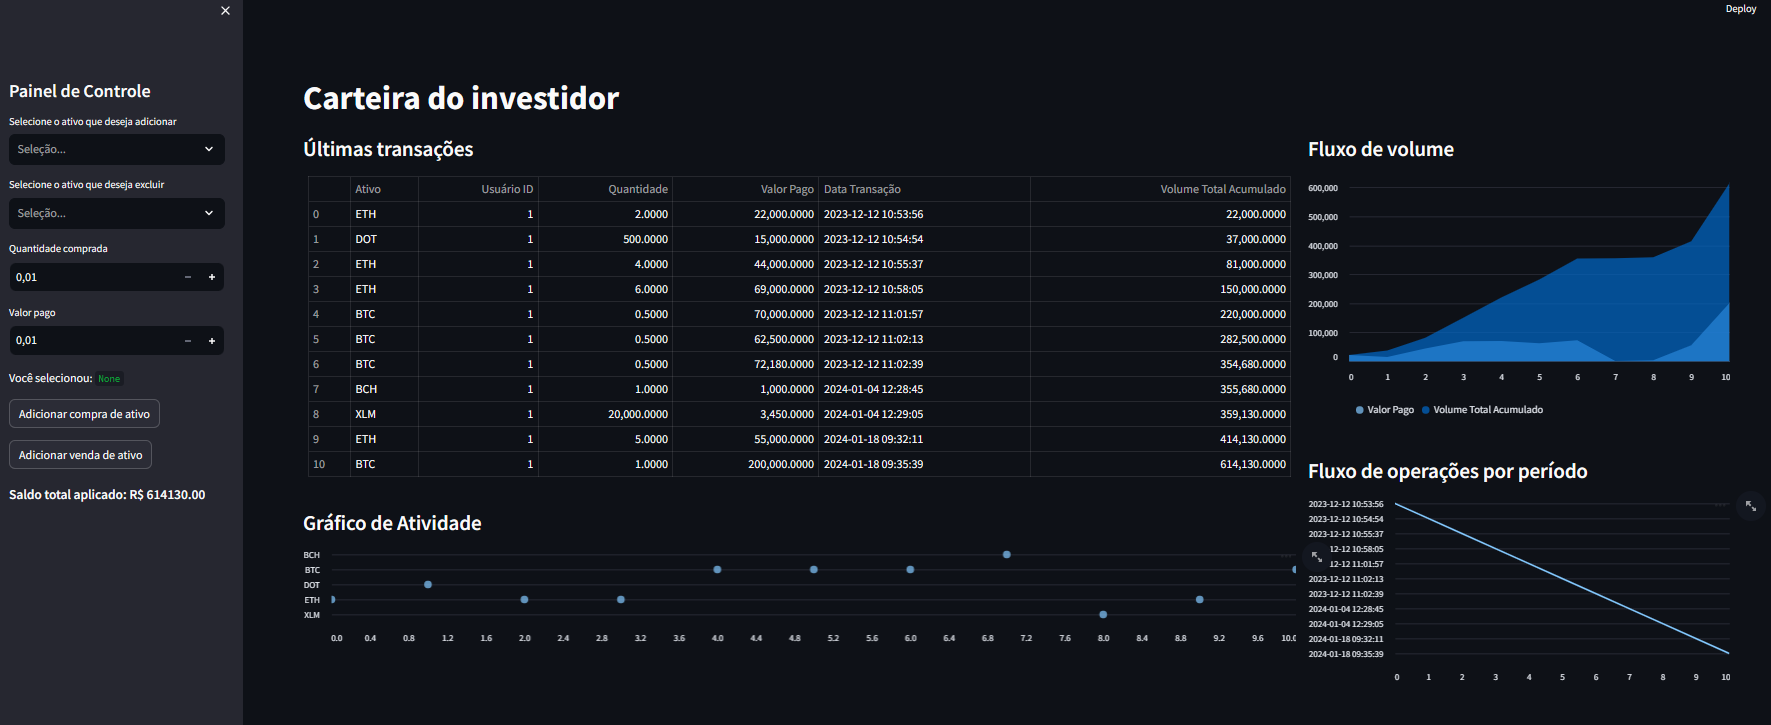 Deploy
Painel de Controle
Selecione o ativo que deseja adicionar
Seleção...
Selecione o ativo que deseja excluir
Seleção...
Quantidade comprada
0,01
Valor pago
0,01
Você selecionou: None
Adicionar compra de ativo
Adicionar venda de ativo
Saldo total aplicado: R$ 614130.00
Carteira do investidor
Últimas transações
Ativo Usuário ID Quantidade Valor Pago Data Transação Volume Total Acumulado
0 ETH 1 2.0000 22,000.0000 2023-12-12 10:53:56 22,000.0000
1 DOT 1 500.0000 15,000.0000 2023-12-12 10:54:54 37,000.0000
2 ETH 1 4.0000 44,000.0000 2023-12-12 10:55:37 81,000.0000
3 ETH 1 6.0000 69,000.0000 2023-12-12 10:58:05 150,000.0000
4 BTC 1 0.5000 70,000.0000 2023-12-12 11:01:57 220,000.0000
5 BTC 1 0.5000 62,500.0000 2023-12-12 11:02:13 282,500.0000
6 BTC 1 0.5000 72,180.0000 2023-12-12 11:02:39 354,680.0000
7 BCH 1 1.0000 1,000.0000 2024-01-04 12:28:45 355,680.0000
8 XLM 1 20,000.0000 3,450.0000 2024-01-04 12:29:05 359,130.0000
9 ETH 1 5.0000 55,000.0000 2024-01-18 09:32:11 414,130.0000
10 BTC 1 1.0000 200,000.0000 2024-01-18 09:35:39 614,130.0000
Gráfico de Atividade
BCH
BTC
DOT
ETH
XLM
0.0 0.4 0.8 1.2 1.6 2.0 2.4 2.8 3.2 3.6 4.0 4.4 4.8 5.2 5.6 6.0 6.4 6.8 7.2 7.6 8.0 8.4 8.8 9.2 9.6 10.0
Fluxo de volume
600,000
500,000
400,000
300,000
200,000
100,000
0
0 1 2 3 4 5 6 7 8 9 10
Valor Pago Volume Total Acumulado
Fluxo de operações por período
2023-12-12 10:53:56
2023-12-12 10:54:54
2023-12-12 10:55:37
12-12 10:58:05
12-12 11:01:57
2023-12-12 11:02:13
2023-12-12 11:02:39
2024-01-04 12:28:45
2024-01-04 12:29:05
2024-01-18 09:32:11
2024-01-18 09:35:39
0 1 2 3 4 5 6 7 8 9 10